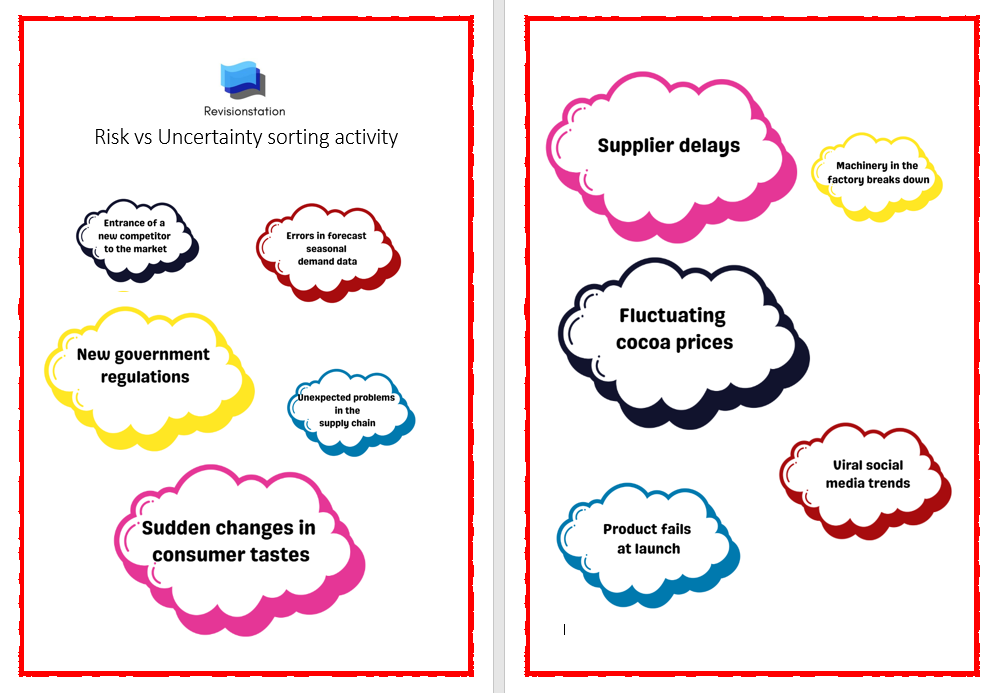 Revisionstation
Risk vs Uncertainty sorting activity
Entrance of a
new competitor
to the market
Errors in forecast
seasonal
demand data
New government
regulations
Unexpected problems
in the
supply chain
Sudden changes in
consumer tastes
Supplier delays
Machinery in the
factory breaks down
Fluctuating
cocoa prices
Viral social
media trends
Product fails
at launch